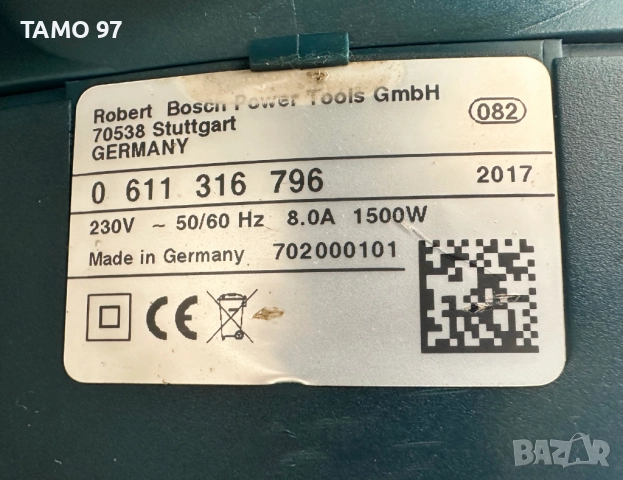 TAMO 97
Robert Bosch Power Tools GmbH
70538 Stuttgart
GERMANY
082
0 611 316 796
2017
230V ~ 50/60 Hz 8.0A 1500W
Made in Germany 702000101
CE
BAZAR